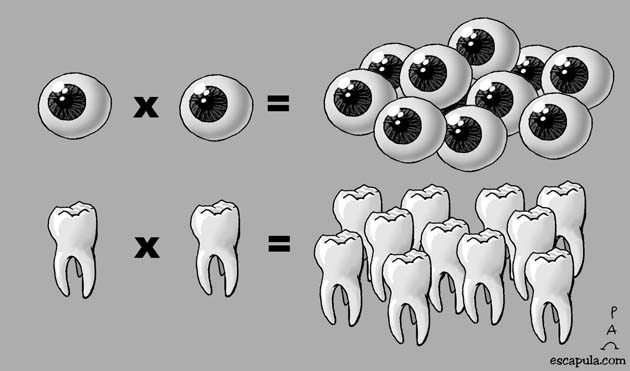 x =
x =
P
A
escapula.com